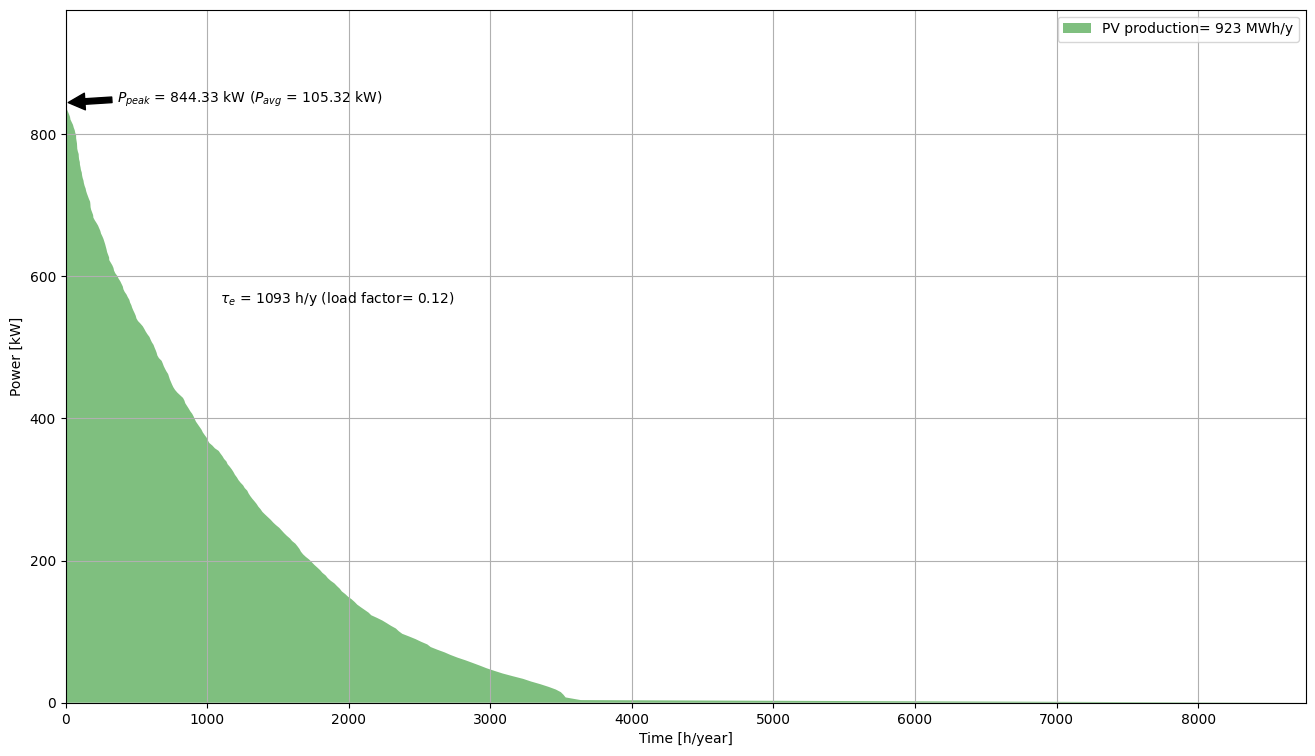 PV production= 923 MWh/y
P_peak = 844.33 kW (P_avg = 105.32 kW)
τ_e = 1093 h/y (load factor= 0.12)
Power [kW]
800
600
400
200
0
0 1000 2000 3000 4000 5000 6000 7000 8000
Time [h/year]